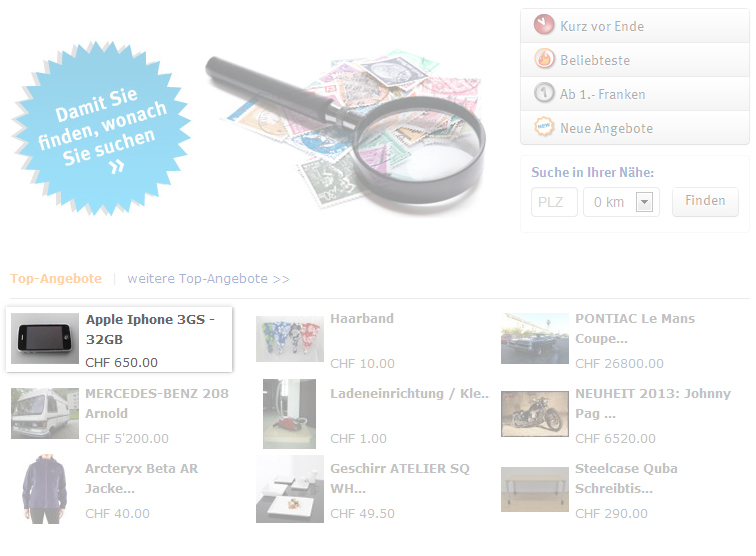 Damit Sie
finden, wonach
Sie suchen
»
Kurz vor Ende
Beliebteste
Ab 1.- Franken
NEW
Neue Angebote
Suche in Ihrer Nähe:
PLZ
0 km
Finden
Top-Angebote | weitere Top-Angebote >>
Apple Iphone 3GS -
32GB
CHF 650.00
Haarband
CHF 10.00
PONTIAC Le Mans
Coupe...
CHF 26800.00
MERCEDES-BENZ 208
Arnold
CHF 5'200.00
Ladeneinrichtung / Kle..
CHF 1.00
NEUHEIT 2013: Johnny
Pag ...
CHF 6520.00
Arcteryx Beta AR
Jacke...
CHF 40.00
Geschirr ATELIER SQ
WH...
CHF 49.50
Steelcase Quba
Schreibtis...
CHF 290.00